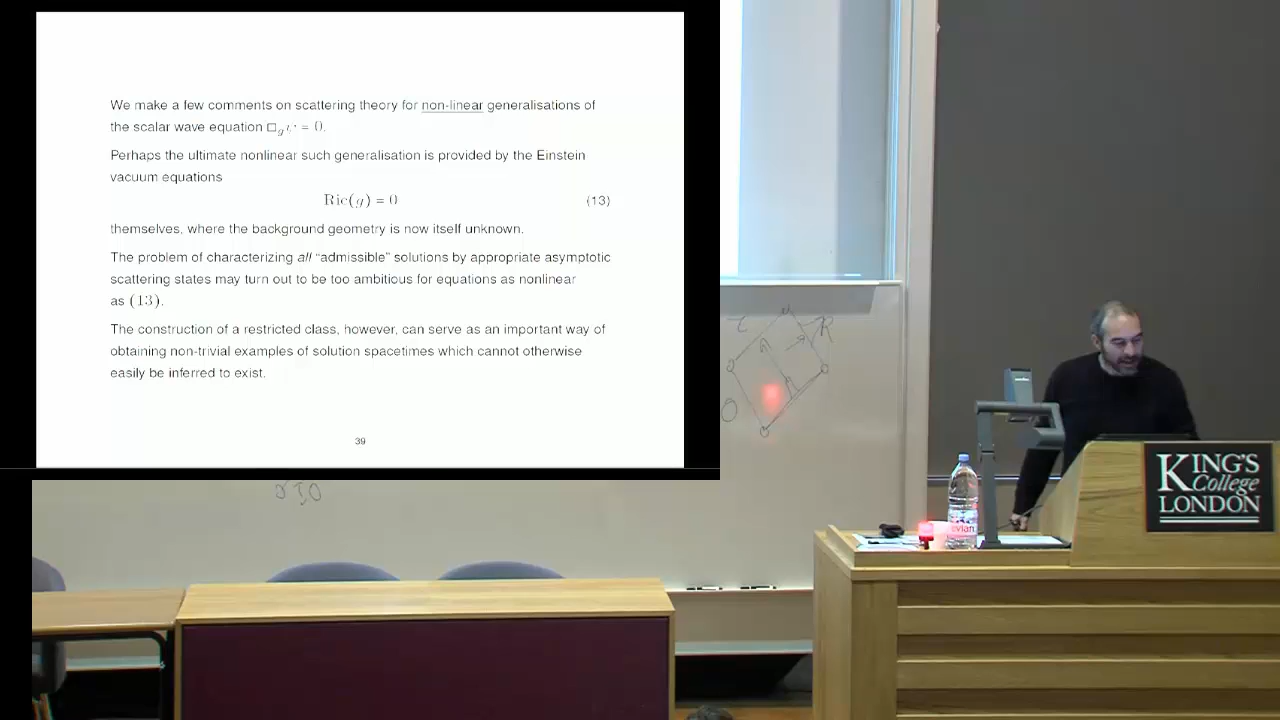 We make a few comments on scattering theory for non-linear generalisations of
the scalar wave equation □gψ = 0.
Perhaps the ultimate nonlinear such generalisation is provided by the Einstein
vacuum equations
Ric(g) = 0 (13)
themselves, where the background geometry is now itself unknown.
The problem of characterizing all “admissible” solutions by appropriate asymptotic
scattering states may turn out to be too ambitious for equations as nonlinear
as (13).
The construction of a restricted class, however, can serve as an important way of
obtaining non-trivial examples of solution spacetimes which cannot otherwise
easily be inferred to exist.
39
KING'S
College
LONDON
evian